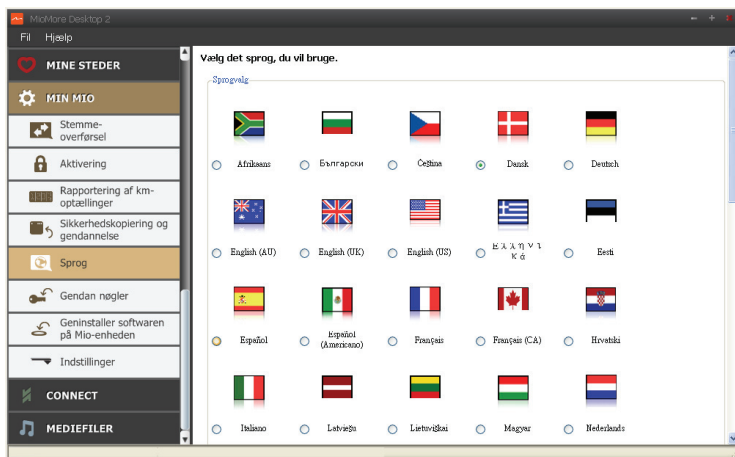 MioMore Desktop 2
Fil Hjælp
MINE STEDER
MIN MIO
Stemme-
overførsel
Aktivering
Rapportering af km-
optællinger
Sikkerhedskopiering og
gendannelse
Sprog
Gendan nøgler
Geninstaller softwaren
på Mio-enheden
Indstillinger
CONNECT
MEDIEFILER
Vælg det sprog, du vil bruge.
Sprogvalg
Afrikaans Български Čeština Dansk Deutsch
English (AU) English (UK) English (US) Ελληνι
κά Eesti
Español Español
(Americano) Français Français (CA) Hrvatski
Italiano Latviešu Lietuviškai Magyar Nederlands